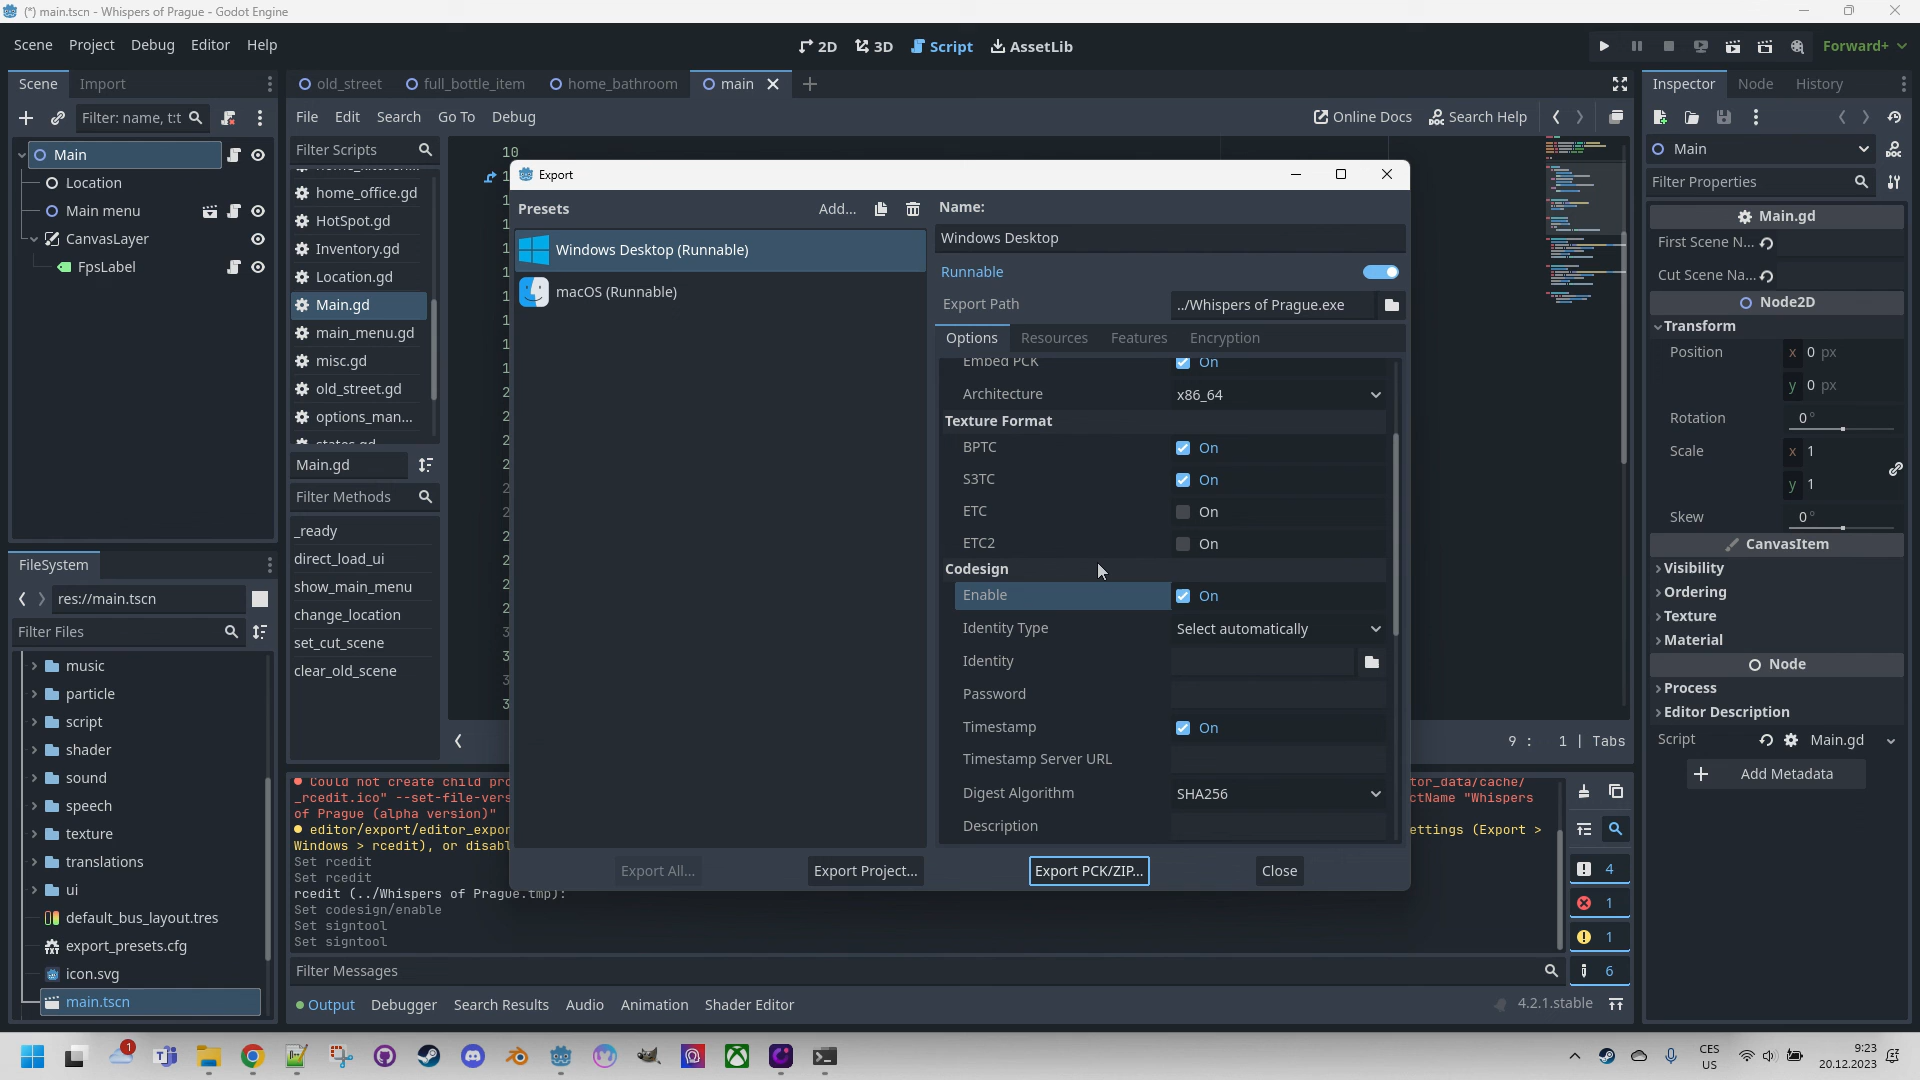 (*) main.tscn - Whispers of Prague - Godot Engine
Scene Project Debug Editor Help
2D 3D Script AssetLib
Forward+
Scene Import
old_street full_bottle_item home_bathroom main
Inspector Node History
Filter: name, t:t
File Edit Search Go To Debug
Online Docs Search Help
Main
Location
Main menu
CanvasLayer
FpsLabel
Filter Scripts
home_office.gd
HotSpot.gd
Inventory.gd
Location.gd
Main.gd
main_menu.gd
misc.gd
old_street.gd
options_man...
Main.gd
Filter Methods
_ready
direct_load_ui
show_main_menu
change_location
set_cut_scene
clear_old_scene
10
Export
Presets Add...
Windows Desktop (Runnable)
macOS (Runnable)
Name:
Windows Desktop
Runnable
Export Path ../Whispers of Prague.exe
Options Resources Features Encryption
Embed PCK On
Architecture x86_64
Texture Format
BPTC On
S3TC On
ETC On
ETC2 On
Codesign
Enable On
Identity Type Select automatically
Identity
Password
Timestamp On
Timestamp Server URL
Digest Algorithm SHA256
Description
Export All... Export Project... Export PCK/ZIP... Close
9 : 1 | Tabs
Main
Filter Properties
Main.gd
First Scene N...
Cut Scene Na...
Node2D
Transform
Position x 0 px
y 0 px
Rotation 0 °
Scale x 1
y 1
Skew 0 °
CanvasItem
Visibility
Ordering
Texture
Material
Node
Process
Editor Description
Script Main.gd
Add Metadata
FileSystem
res://main.tscn
Filter Files
music
particle
script
shader
sound
speech
texture
translations
ui
default_bus_layout.tres
export_presets.cfg
icon.svg
main.tscn
Could not create child pro tor_data/cache/
_rcedit.ico" --set-file-vers ctName "Whispers
of Prague (alpha version)"
editor/export/editor_expor ettings (Export >
Windows > rcedit), or disabl
Set rcedit
Set rcedit
rcedit (../Whispers of Prague.tmp):
Set codesign/enable
Set signtool
Set signtool
4
1
1
6
Filter Messages
Output Debugger Search Results Audio Animation Shader Editor
4.2.1.stable
1
CES
US
9:23
20.12.2023